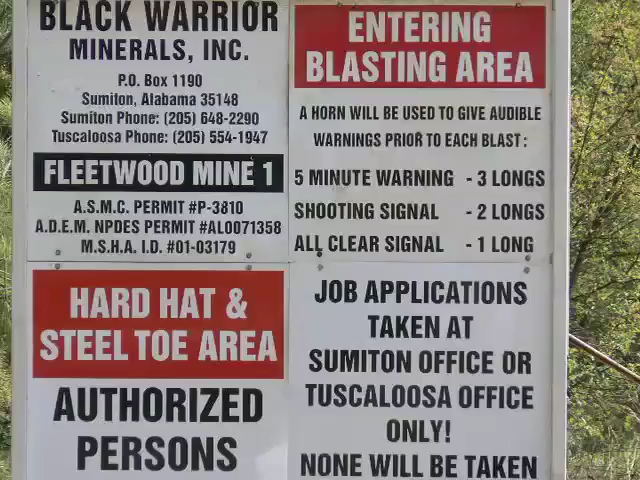 BLACK WARRIOR
MINERALS, INC.
P.O. Box 1190
Sumiton, Alabama 35148
Sumiton Phone: (205) 648-2290
Tuscaloosa Phone: (205) 554-1947
FLEETWOOD MINE 1
A.S.M.C. PERMIT #P-3810
A.D.E.M. NPDES PERMIT #AL0071358
M.S.H.A. I.D. #01-03179
ENTERING
BLASTING AREA
A HORN WILL BE USED TO GIVE AUDIBLE
WARNINGS PRIOR TO EACH BLAST:
5 MINUTE WARNING - 3 LONGS
SHOOTING SIGNAL - 2 LONGS
ALL CLEAR SIGNAL - 1 LONG
HARD HAT &
STEEL TOE AREA
AUTHORIZED
PERSONS
JOB APPLICATIONS
TAKEN AT
SUMITON OFFICE OR
TUSCALOOSA OFFICE
ONLY!
NONE WILL BE TAKEN